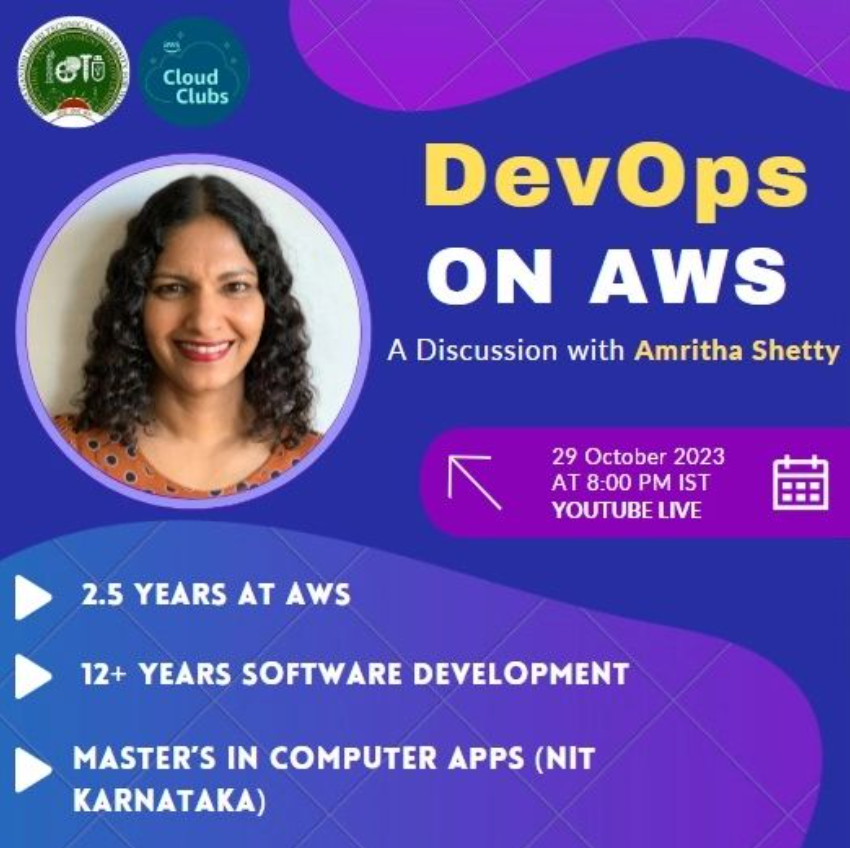 aws
Cloud
Clubs
DevOps
ON AWS
A Discussion with Amritha Shetty
29 October 2023
AT 8:00 PM IST
YOUTUBE LIVE
2.5 YEARS AT AWS
12+ YEARS SOFTWARE DEVELOPMENT
MASTER'S IN COMPUTER APPS (NIT
KARNATAKA)